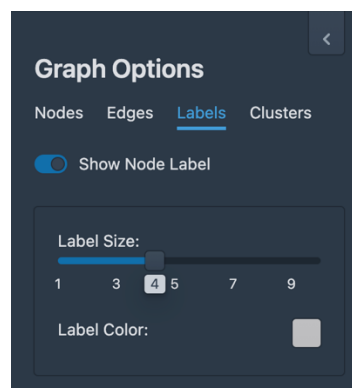 Graph Options
Nodes Edges Labels Clusters
Show Node Label
Label Size:
1 3 4 5 7 9
Label Color: